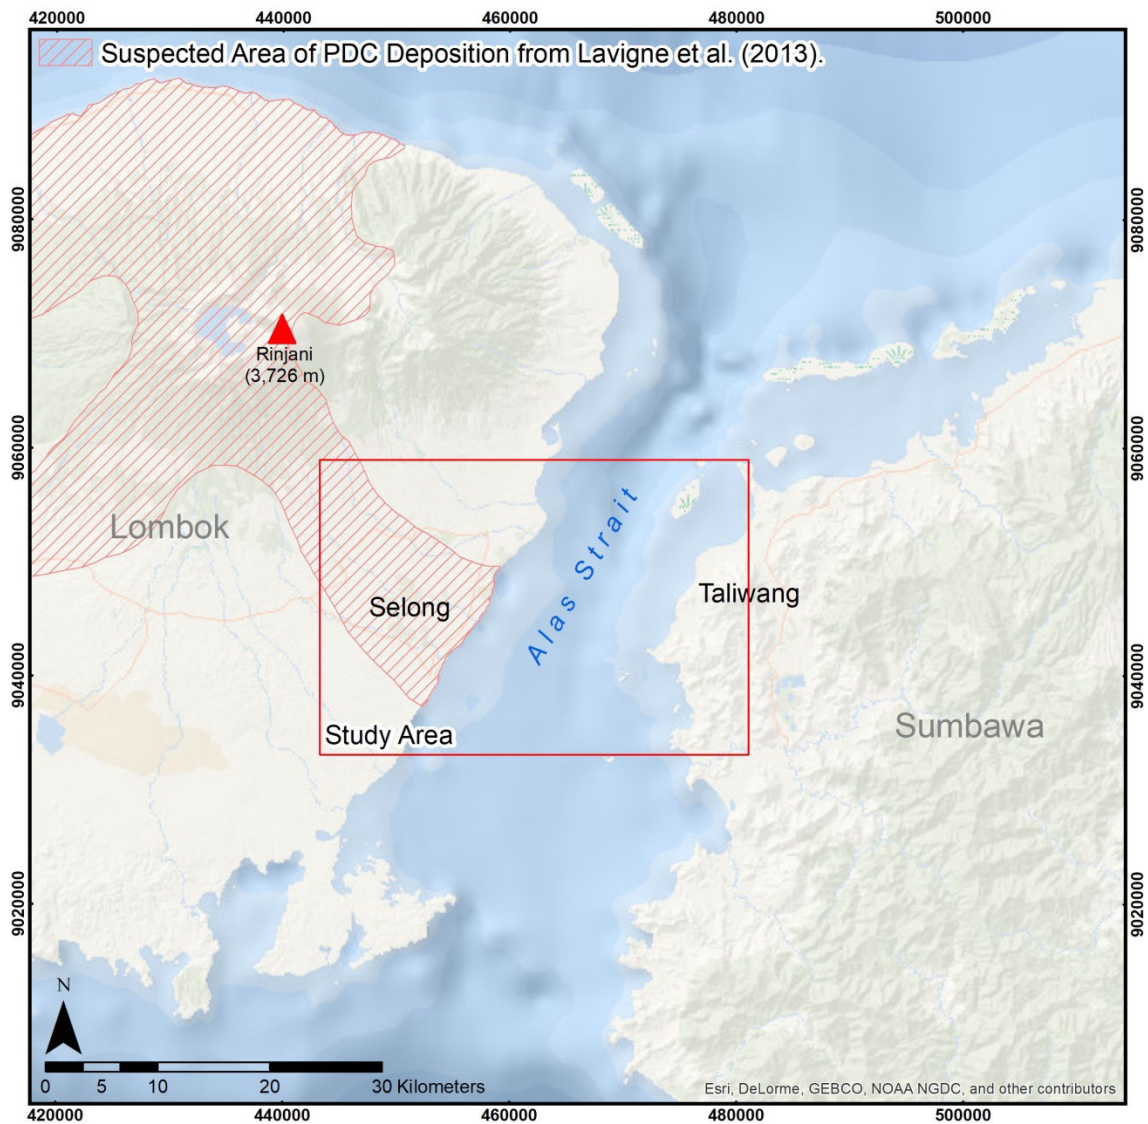 420000 440000 460000 480000 500000
Suspected Area of PDC Deposition from Lavigne et al. (2013).
9080000 9080000
Rinjani
(3,726 m)
9060000 9060000
Lombok
Alas Strait
Taliwang
Selong
9040000 9040000
Sumbawa
Study Area
9020000 9020000
N
0 5 10 20 30 Kilometers
Esri, DeLorme, GEBCO, NOAA NGDC, and other contributors
420000 440000 460000 480000 500000